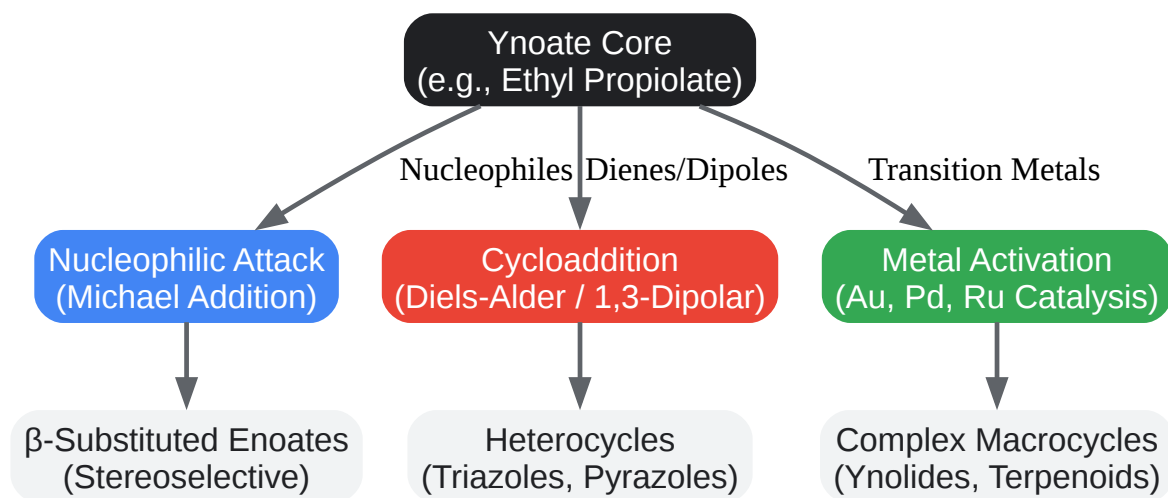 Ynoate Core
(e.g., Ethyl Propiolate)
Nucleophiles
Dienes/Dipoles
Transition Metals
Nucleophilic Attack
(Michael Addition)
Cycloaddition
(Diels-Alder / 1,3-Dipolar)
Metal Activation
(Au, Pd, Ru Catalysis)
β-Substituted Enoates
(Stereoselective)
Heterocycles
(Triazoles, Pyrazoles)
Complex Macrocycles
(Ynolides, Terpenoids)